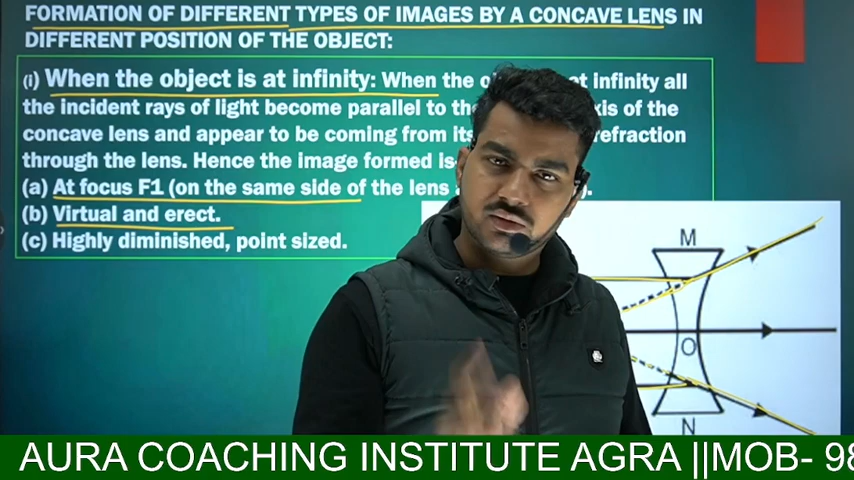 FORMATION OF DIFFERENT TYPES OF IMAGES BY A CONCAVE LENS IN
DIFFERENT POSITION OF THE OBJECT:
(i) When the object is at infinity: When the at infinity all
the incident rays of light become parallel to the xis of the
concave lens and appear to be coming from its refraction
through the lens. Hence the image formed is-
(a) At focus F1 (on the same side of the lens
(b) Virtual and erect.
(c) Highly diminished, point sized.
M
O
N
AURA COACHING INSTITUTE AGRA ||MOB- 98